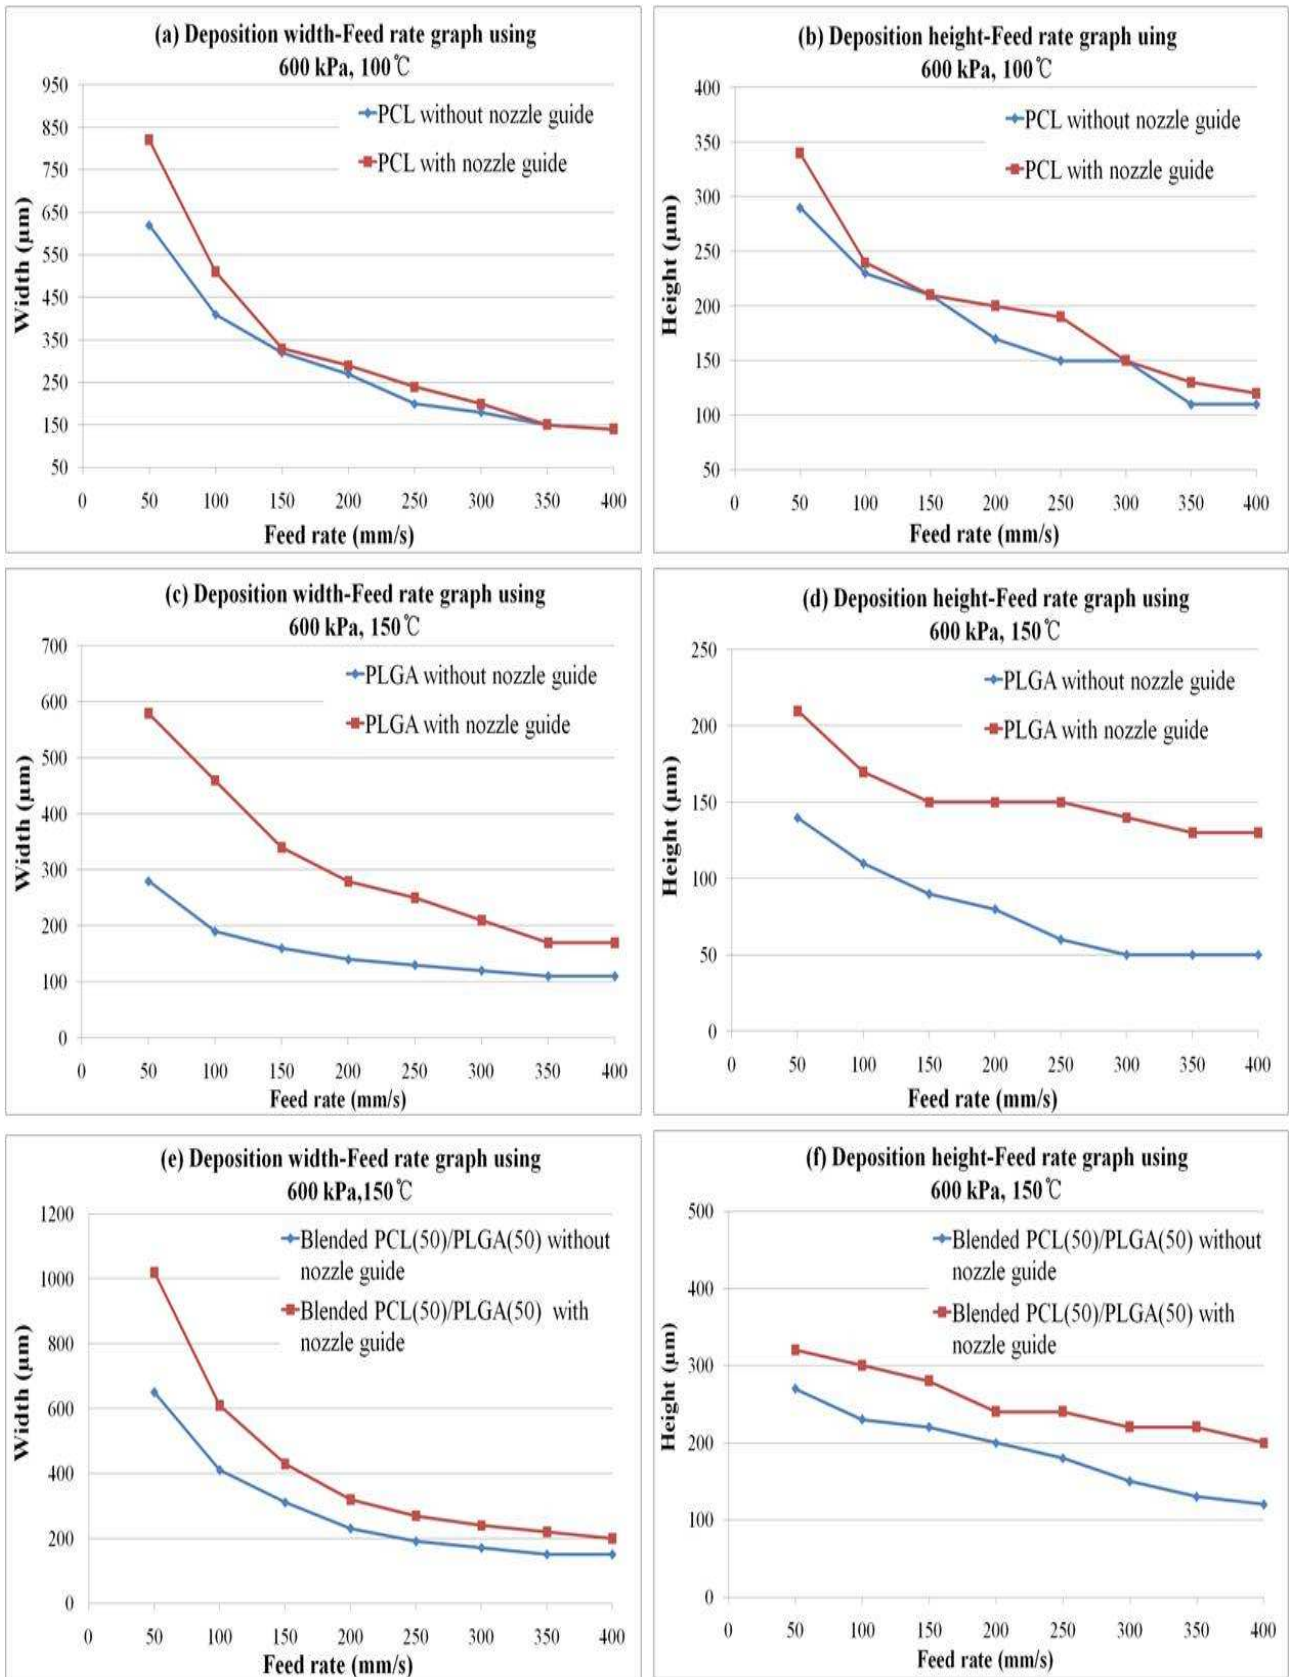 (a) Deposition width-Feed rate graph using
600 kPa, 100℃
950
850
750
650
550
450
350
250
150
50
Width (μm)
PCL without nozzle guide
PCL with nozzle guide
0 50 100 150 200 250 300 350 400
Feed rate (mm/s)
(b) Deposition height-Feed rate graph uing
600 kPa, 100℃
400
350
300
250
200
150
100
50
Height (μm)
PCL without nozzle guide
PCL with nozzle guide
0 50 100 150 200 250 300 350 400
Feed rate (mm/s)
(c) Deposition width-Feed rate graph using
600 kPa, 150℃
700
600
500
400
300
200
100
0
Width (μm)
PLGA without nozzle guide
PLGA with nozzle guide
0 50 100 150 200 250 300 350 400
Feed rate (mm/s)
(d) Deposition height-Feed rate graph using
600 kPa, 150℃
250
200
150
100
50
0
Height (μm)
PLGA without nozzle guide
PLGA with nozzle guide
0 50 100 150 200 250 300 350 400
Feed rate (mm/s)
(e) Deposition width-Feed rate graph using
600 kPa,150℃
1200
1000
800
600
400
200
0
Width (μm)
Blended PCL(50)/PLGA(50) without
nozzle guide
Blended PCL(50)/PLGA(50) with
nozzle guide
0 50 100 150 200 250 300 350 400
Feed rate (mm/s)
(f) Deposition height-Feed rate graph using
600 kPa, 150℃
500
400
300
200
100
0
Height (μm)
Blended PCL(50)/PLGA(50) without
nozzle guide
Blended PCL(50)/PLGA(50) with
nozzle guide
0 50 100 150 200 250 300 350 400
Feed rate (mm/s)